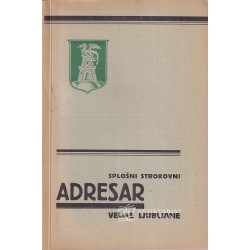 SPLOŠNI STROKOVNI
ADRESAR
VELIKE LJUBLJANE